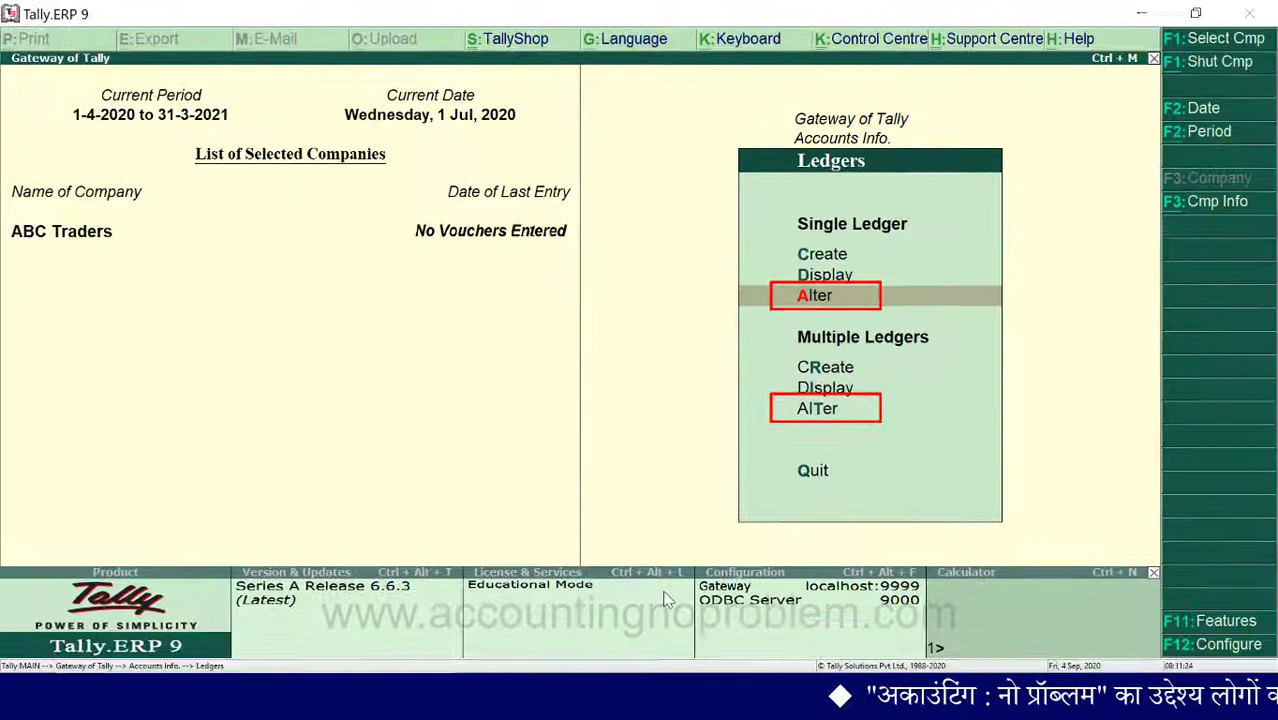 Tally.ERP 9
P: Print E: Export M: E-Mail O: Upload S: TallyShop G: Language K: Keyboard K: Control Centre H: Support Centre H: Help
F1: Select Cmp
F1: Shut Cmp
F2: Date
F2: Period
F3: Company
F3: Cmp Info
F11: Features
F12: Configure
Gateway of Tally Ctrl + M
Current Period Current Date
1-4-2020 to 31-3-2021 Wednesday, 1 Jul, 2020
List of Selected Companies
Name of Company Date of Last Entry
ABC Traders No Vouchers Entered
Gateway of Tally
Accounts Info.
Ledgers
Single Ledger
Create
Display
Alter
Multiple Ledgers
CReate
DIsplay
AlTer
Quit
Product Version & Updates Ctrl + Alt + T License & Services Ctrl + Alt + L Configuration Ctrl + Alt + F Calculator Ctrl + N
Tally
POWER OF SIMPLICITY
Tally.ERP 9
Series A Release 6.6.3
(Latest)
Educational Mode
Gateway localhost:9999
ODBC Server 9000
1>
www.accountingnoproblem.com
Tally MAIN --> Gateway of Tally --> Accounts Info. --> Ledgers © Tally Solutions Pvt Ltd., 1988-2020 Fri, 4 Sep, 2020 08:11:24
◆ "अकाउंटिंग : नो प्रॉब्लम" का उद्देश्य लोगों